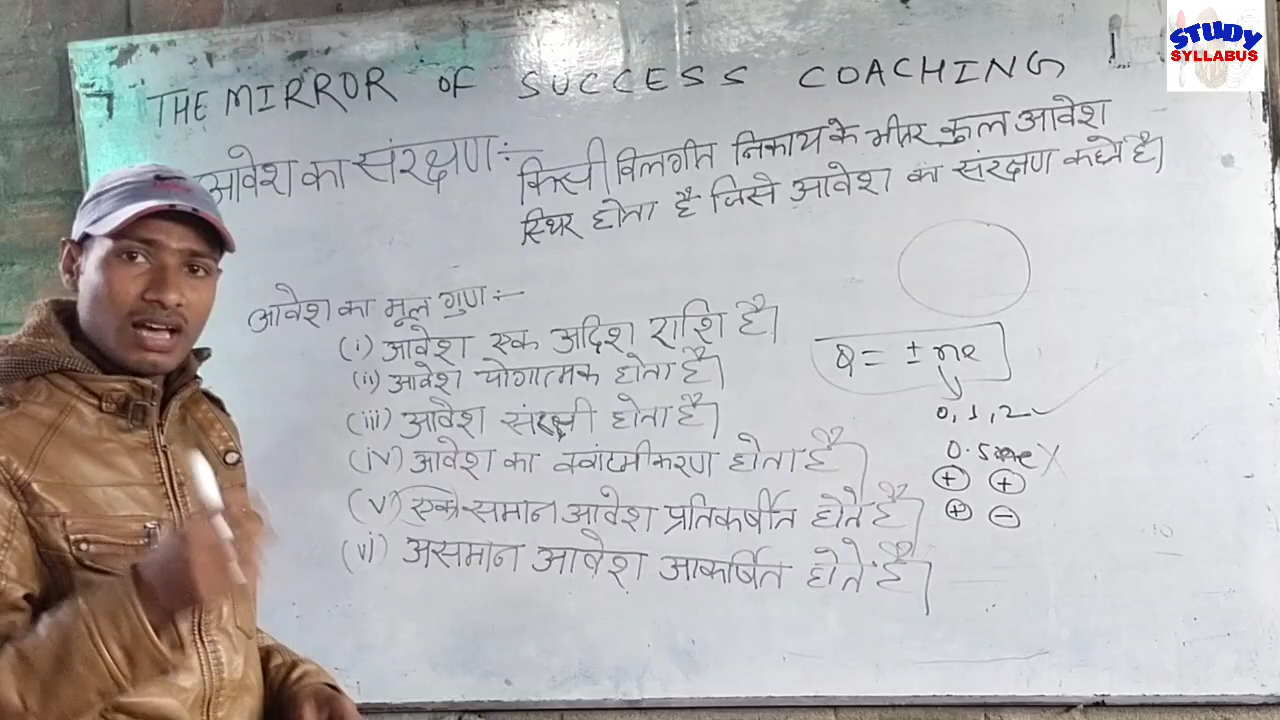 STUDY
SYLLABUS
THE MIRROR OF SUCCESS COACHING
आवेश का संरक्षण :- किसी विलगीत निकाय के भीतर कुल आवेश
स्थिर होता है जिसे आवेश का संरक्षण कहते है।
आवेश का मूल गुण :-
(i) आवेश एक अदिश राशि है।
(ii) आवेश योगात्मक होता है।
(iii) आवेश संरक्षी होता है।
(iv) आवेश का क्वांटमीकरण होता है।
(v) समान आवेश प्रतिकर्षीत होते है।
(vi) असमान आवेश आकर्षित होते है।
Q = ± ne
0, 1, 2
+ +
+ -